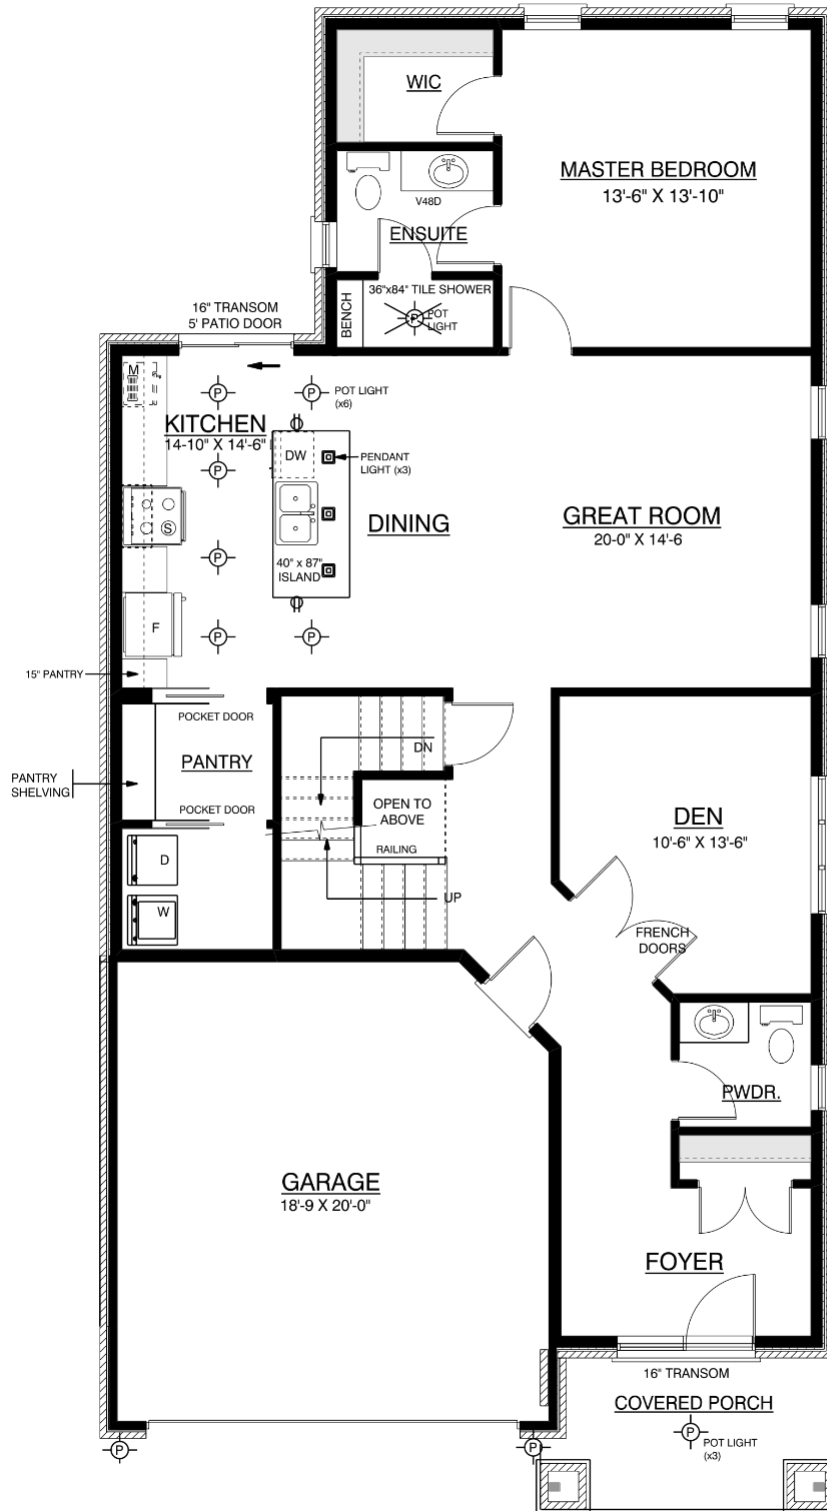 WIC
MASTER BEDROOM
13'-6" X 13'-10"
V48D
ENSUITE
36"x84" TILE SHOWER
BENCH
P
POT
LIGHT
16" TRANSOM
5' PATIO DOOR
M
P
P
POT LIGHT
(x6)
KITCHEN
14-10" X 14'-6"
DW
PENDANT
LIGHT (x3)
P
S
DINING
GREAT ROOM
20-0" X 14'-6
P
40" x 87"
ISLAND
F
P
P
15" PANTRY
POCKET DOOR
DN
PANTRY
PANTRY
SHELVING
POCKET DOOR
OPEN TO
ABOVE
RAILING
DEN
10'-6" X 13'-6"
D
W
UP
FRENCH
DOORS
PWDR.
GARAGE
18'-9 X 20'-0"
FOYER
16" TRANSOM
COVERED PORCH
P
POT LIGHT
(x3)
P
P